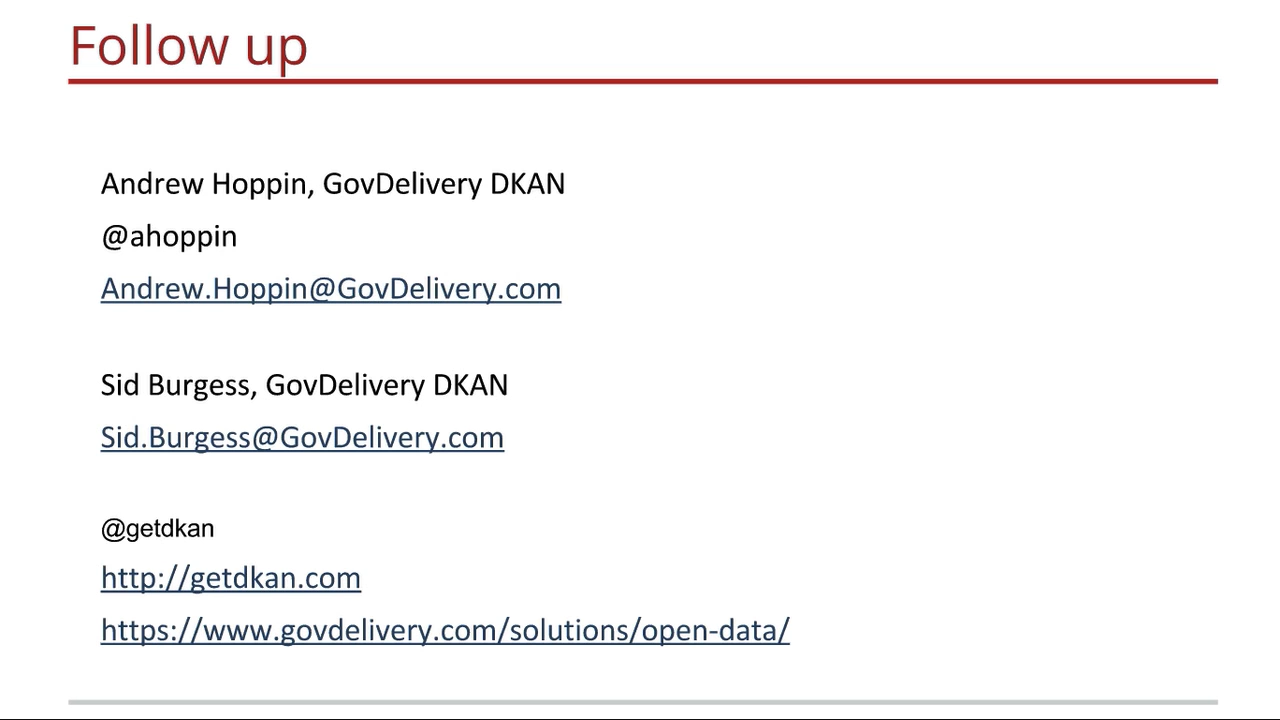 Follow up
Andrew Hoppin, GovDelivery DKAN
@ahoppin
Andrew.Hoppin@GovDelivery.com
Sid Burgess, GovDelivery DKAN
Sid.Burgess@GovDelivery.com
@getdkan
http://getdkan.com
https://www.govdelivery.com/solutions/open-data/